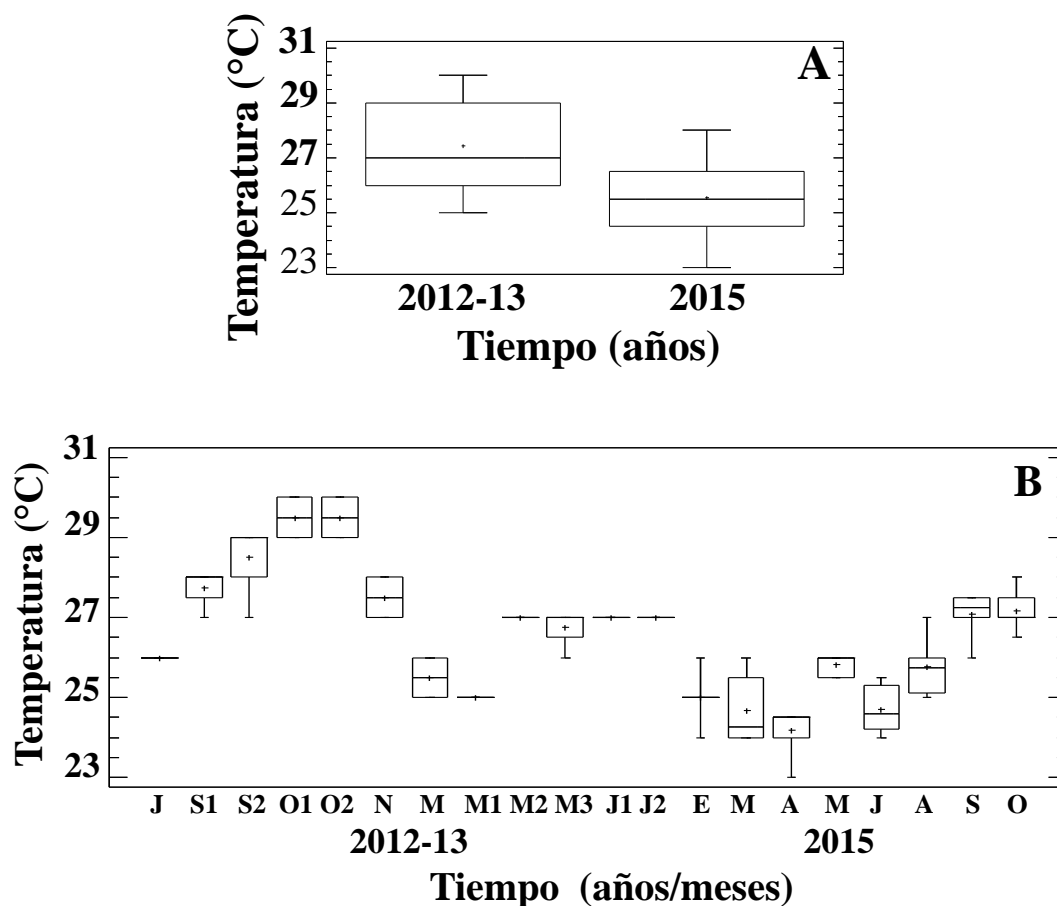 A
Temperatura (°C)
31
29
27
25
23
2012-13 2015
Tiempo (años)
B
Temperatura (°C)
31
29
27
25
23
J S1 S2 O1 O2 N M M1 M2 M3 J1 J2 E M A M J A S O
2012-13 2015
Tiempo (años/meses)